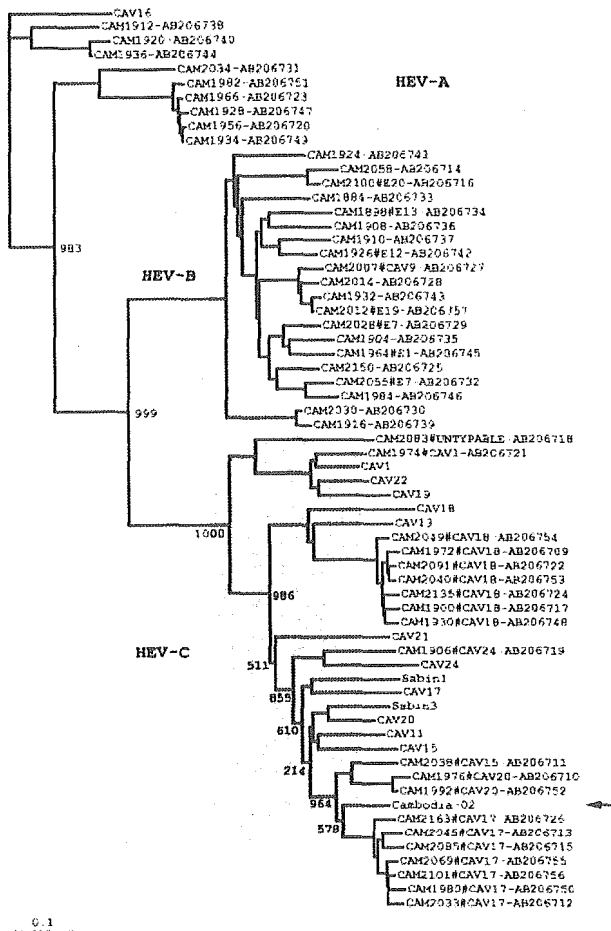 CAV16
CAM1912-AB206738
CAM1920-AB206740
CAM1936-AB206744
CAM2034-AB206731
HEV-A
CAM1982-AB206751
CAM1966-AB206723
CAM1928-AB206747
CAM1956-AB206720
CAM1934-AB206743
CAM1924-AB206741
CAM2058-AB206714
CAM2100#E20-AB206716
CAM1884-AB206733
CAM1898#E13-AB206734
CAM1908-AB206736
CAM1910-AB206737
983
CAM1926#E12-AB206742
HEV-B
CAM2007#CAV9-AB206727
CAM2014-AB206728
CAM1932-AB206743
CAM2012#E19-AB206757
CAM2028#E7-AB206729
CAM1904-AB206735
CAM1964#E1-AB206745
CAM2150-AB206725
CAM2055#E7-AB206732
CAM1984-AB206746
CAM2030-AB206730
999
CAM1916-AB206739
CAM2083#UNTYPABLE-AB206718
CAM1974#CAV1-AB206721
CAV1
CAV22
CAV19
CAV18
1000
CAV13
CAM2049#CAV18-AB206754
CAM1972#CAV18-AB206709
CAM2091#CAV18-AB206722
CAM2040#CAV18-AB206753
986
CAM2135#CAV18-AB206724
CAM1900#CAV18-AB206717
CAM1930#CAV18-AB206748
CAV21
HEV-C
CAM1906#CAV24-AB206719
511
CAV24
Sabin1
855
CAV17
Sabin3
610
CAV20
CAV11
CAV15
214
CAM2038#CAV15-AB206711
CAM1976#CAV20-AB206710
CAM1992#CAV20-AB206752
964
Cambodia-02
CAM2163#CAV17-AB206726
578
CAM2045#CAV17-AB206713
CAM2085#CAV17-AB206715
CAM2069#CAV17-AB206755
CAM2101#CAV17-AB206756
CAM1980#CAV17-AB206750
CAM2033#CAV17-AB206712
0.1